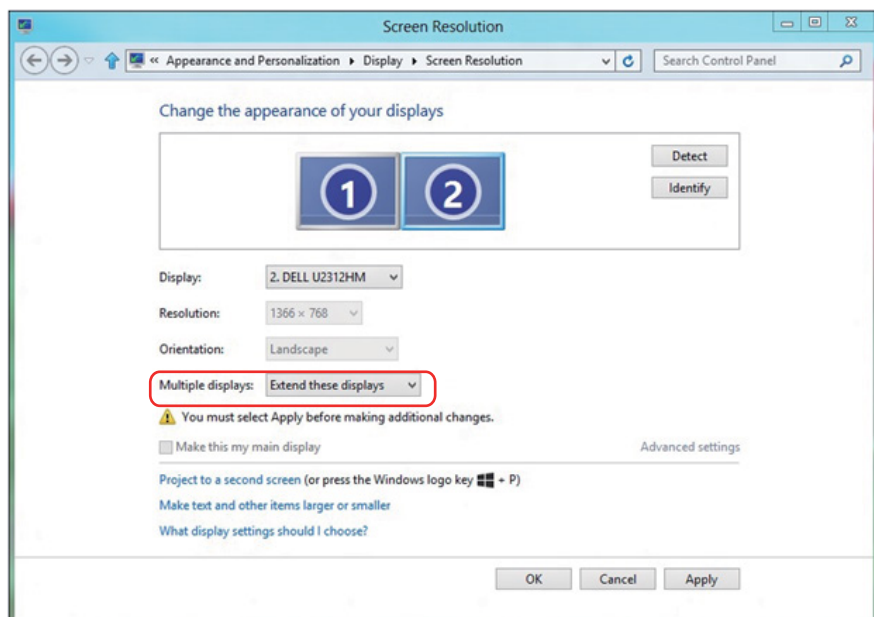 Screen Resolution
« Appearance and Personalization ▸ Display ▸ Screen Resolution
Search Control Panel
Change the appearance of your displays
1 2
Detect
Identify
Display: 2. DELL U2312HM
Resolution: 1366 × 768
Orientation: Landscape
Multiple displays: Extend these displays
You must select Apply before making additional changes.
Make this my main display Advanced settings
Project to a second screen (or press the Windows logo key + P)
Make text and other items larger or smaller
What display settings should I choose?
OK Cancel Apply